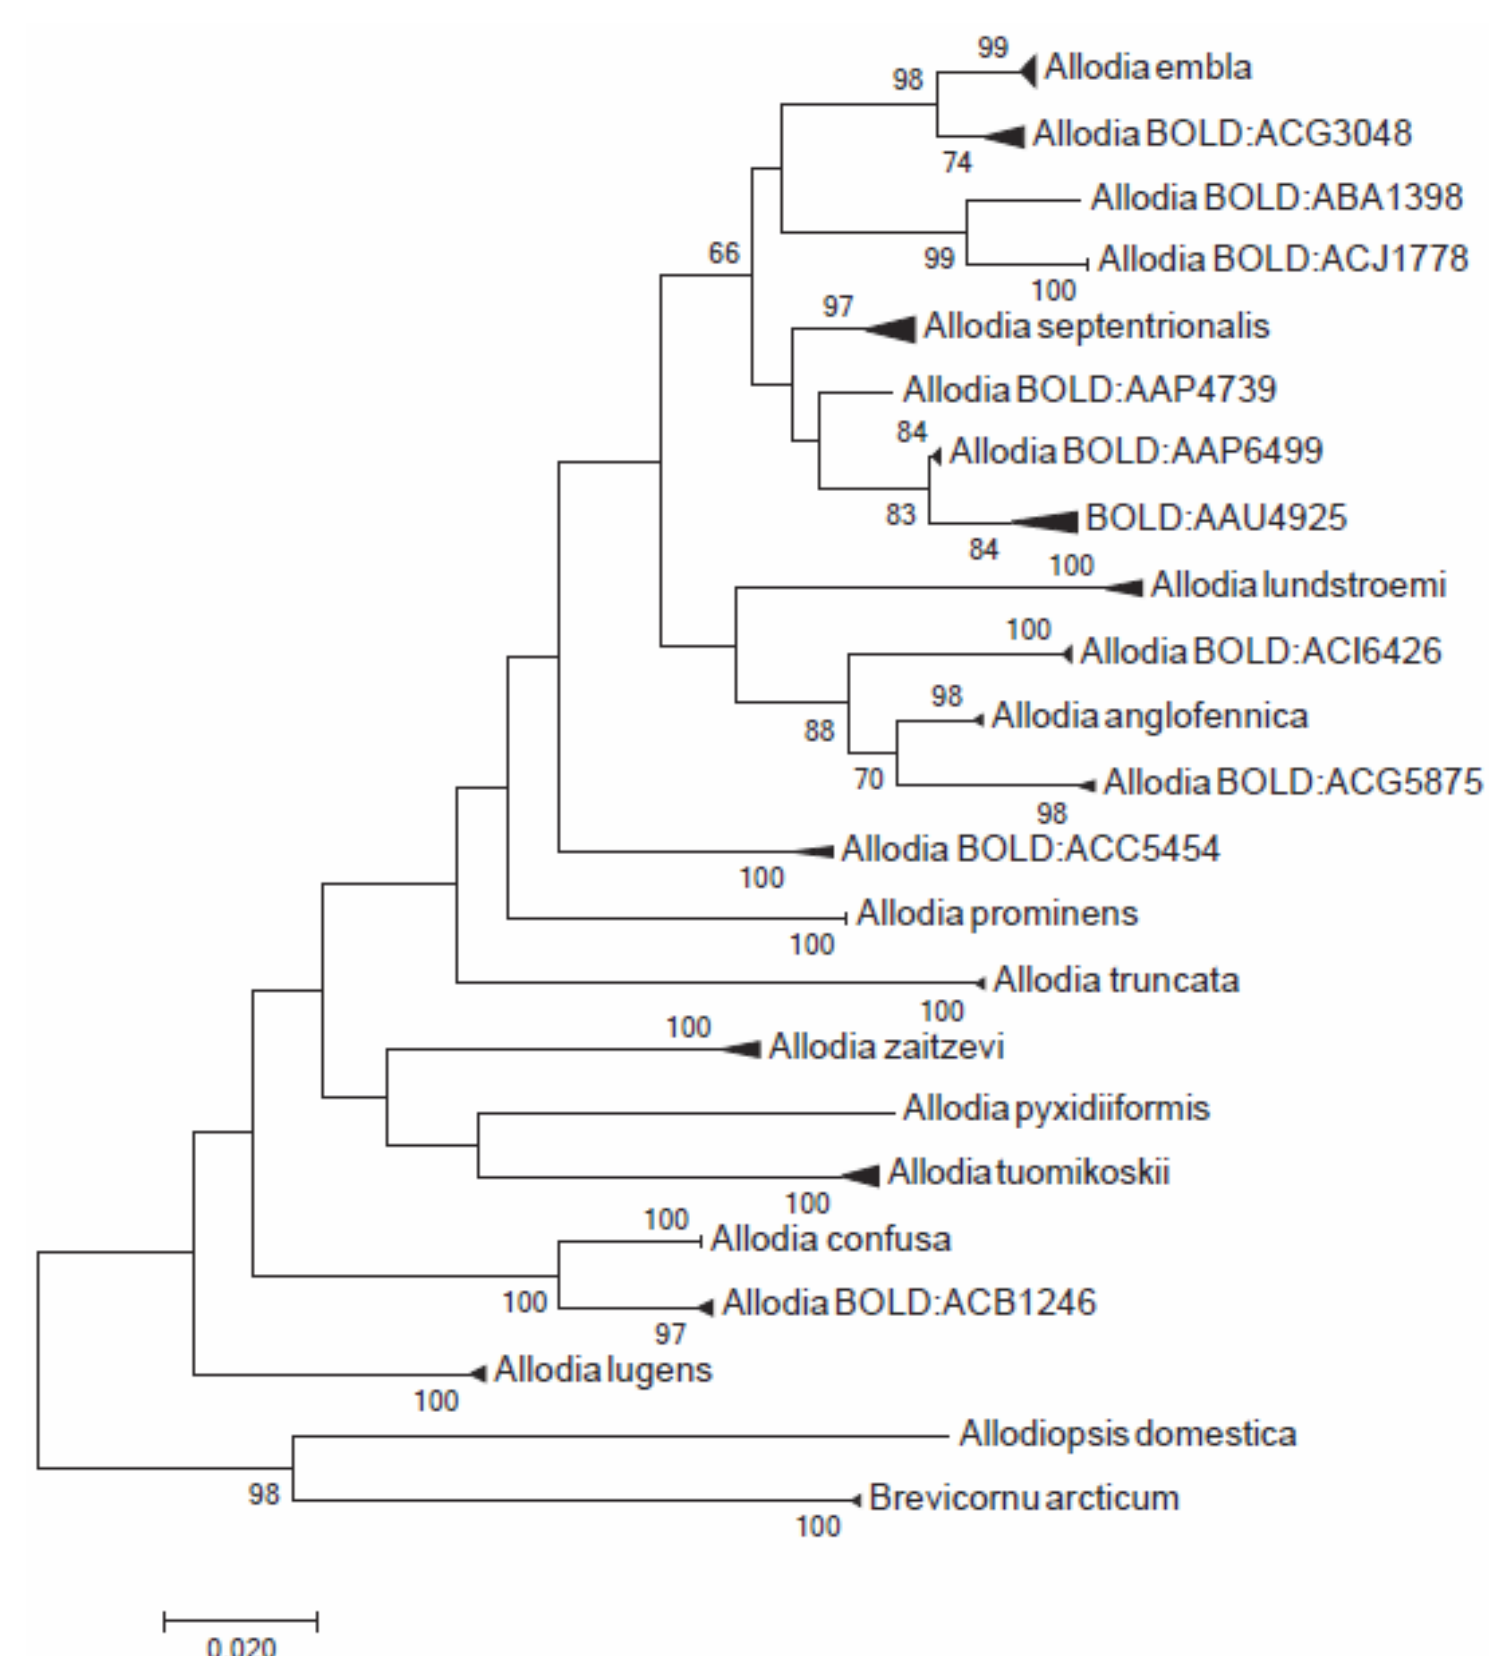 99
Allodia embla
98
Allodia BOLD:ACG3048
74
Allodia BOLD:ABA1398
66
99
Allodia BOLD:ACJ1778
100
97
Allodia septentrionalis
Allodia BOLD:AAP4739
84
Allodia BOLD:AAP6499
83
BOLD:AAU4925
84
100
Allodia lundstroemi
100
Allodia BOLD:ACI6426
98
Allodia anglofennica
88
70
Allodia BOLD:ACG5875
98
Allodia BOLD:ACC5454
100
Allodia prominens
100
Allodia truncata
100
100
Allodia zaitzevi
Allodia pyxidiiformis
Allodia tuomikoskii
100
100
Allodia confusa
100
Allodia BOLD:ACB1246
97
Allodia lugens
100
Allodiopsis domestica
98
Brevicornu arcticum
100
0.020